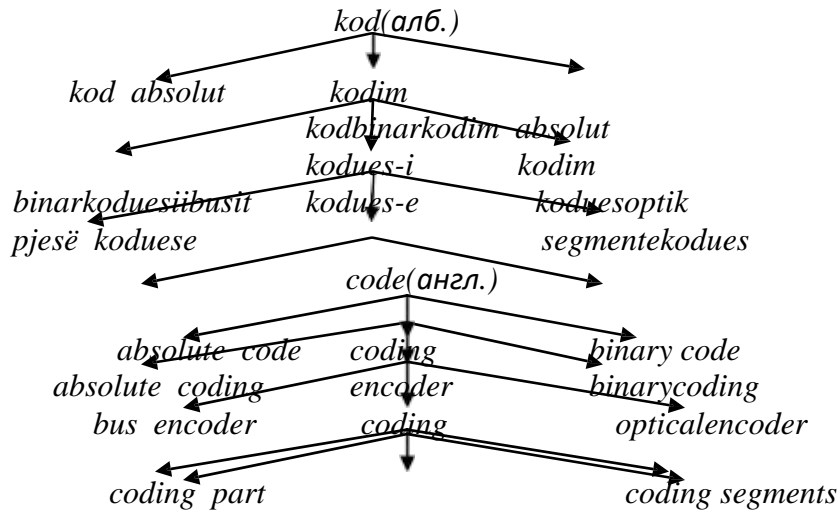 kod(алб.)
kod absolut kodim
kodbinarkodim absolut
kodues-i kodim
binarkoduesiibusit kodues-e koduesoptik
pjesë koduese segmentekodues
code(англ.)
absolute code coding binary code
absolute coding encoder binarycoding
bus encoder coding opticalencoder
coding part coding segments